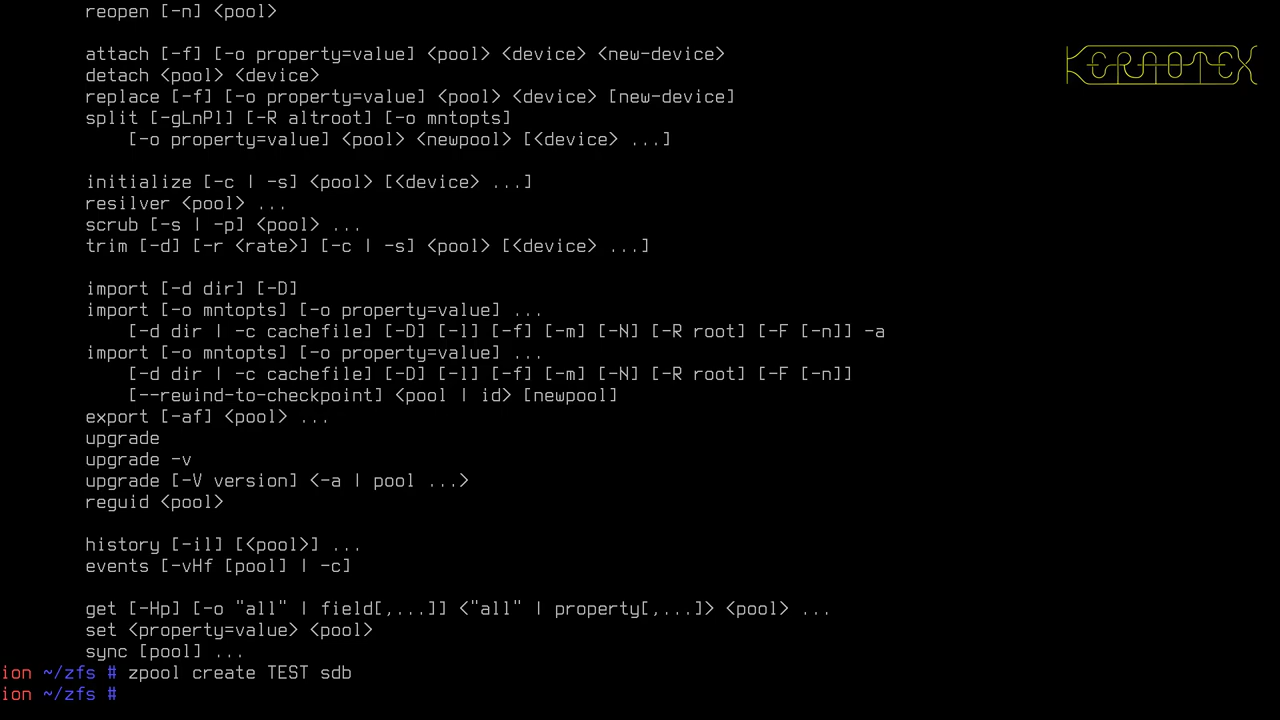 reopen [-n] <pool>
KERNOTEX
attach [-f] [-o property=value] <pool> <device> <new-device>
detach <pool> <device>
replace [-f] [-o property=value] <pool> <device> [new-device]
split [-gLnPl] [-R altroot] [-o mntopts]
[-o property=value] <pool> <newpool> [<device> ...]
initialize [-c | -s] <pool> [<device> ...]
resilver <pool> ...
scrub [-s | -p] <pool> ...
trim [-d] [-r <rate>] [-c | -s] <pool> [<device> ...]
import [-d dir] [-D]
import [-o mntopts] [-o property=value] ...
[-d dir | -c cachefile] [-D] [-l] [-f] [-m] [-N] [-R root] [-F [-n]] -a
import [-o mntopts] [-o property=value] ...
[-d dir | -c cachefile] [-D] [-l] [-f] [-m] [-N] [-R root] [-F [-n]]
[--rewind-to-checkpoint] <pool | id> [newpool]
export [-af] <pool> ...
upgrade
upgrade -v
upgrade [-V version] <-a | pool ...>
reguid <pool>
history [-il] [<pool>] ...
events [-vHf [pool] | -c]
get [-Hp] [-o "all" | field[,...]] <"all" | property[,...]> <pool> ...
set <property=value> <pool>
sync [pool] ...
ion ~/zfs # zpool create TEST sdb
ion ~/zfs #